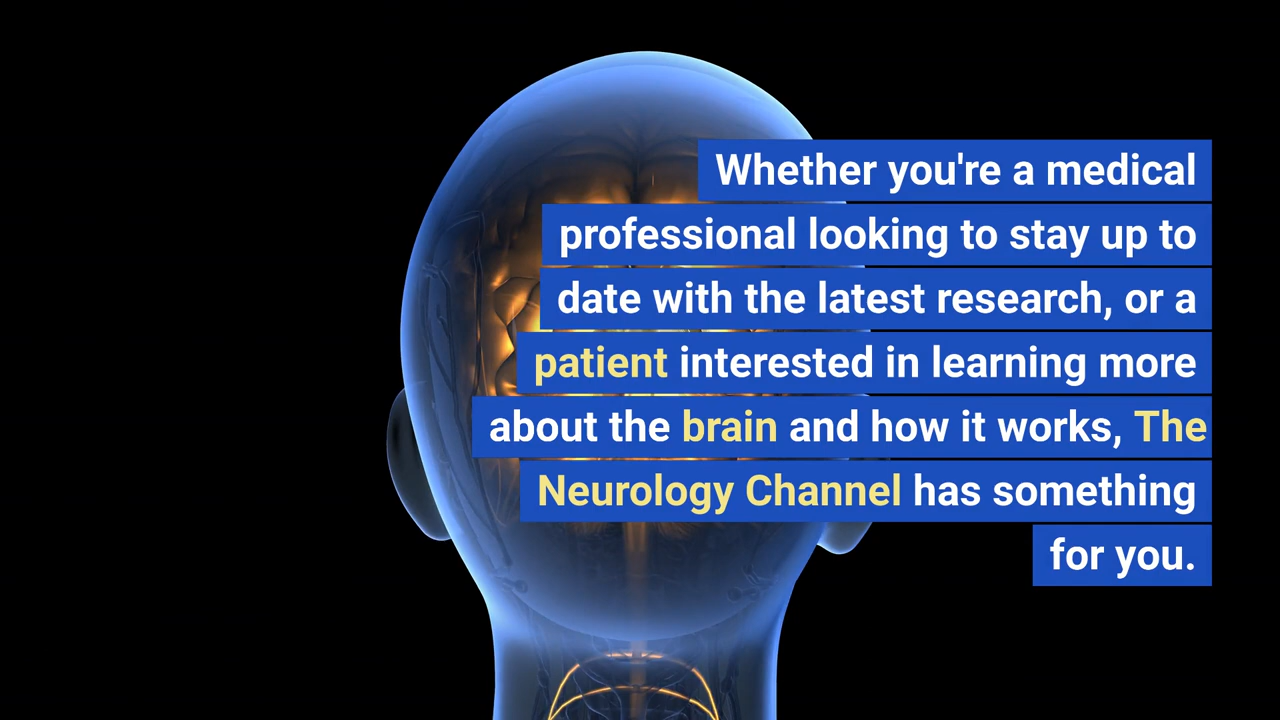 Whether you're a medical
professional looking to stay up to
date with the latest research, or a
patient interested in learning more
about the brain and how it works, The
Neurology Channel has something
for you.